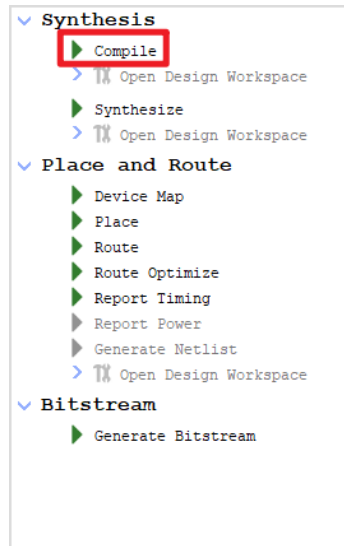 Synthesis
Compile
Open Design Workspace
Synthesize
Open Design Workspace
Place and Route
Device Map
Place
Route
Route Optimize
Report Timing
Report Power
Generate Netlist
Open Design Workspace
Bitstream
Generate Bitstream